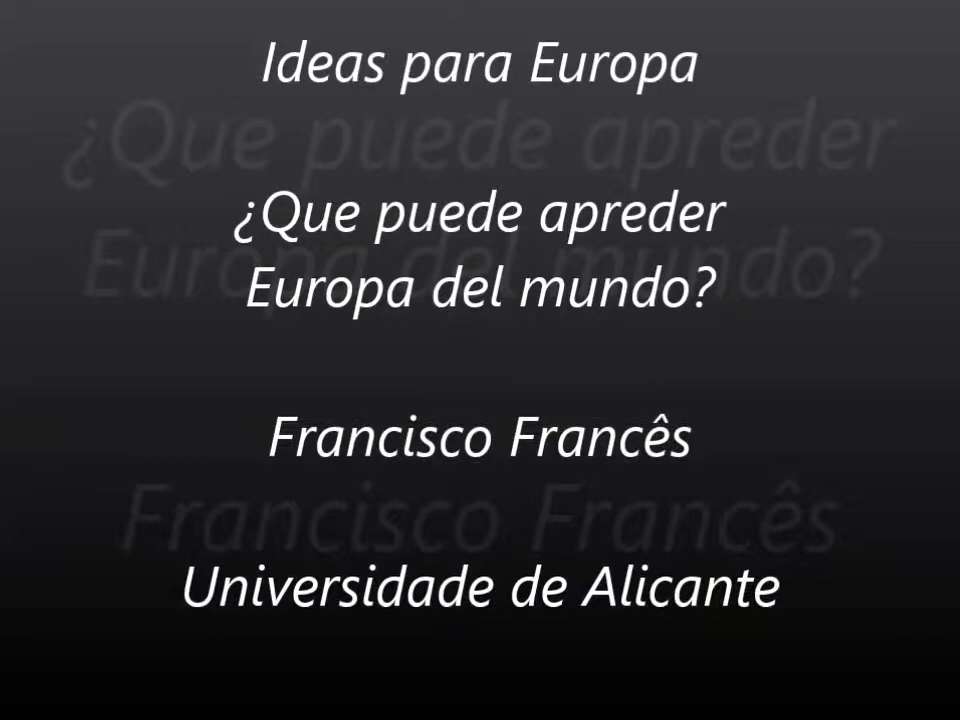 Ideas para Europa
¿Que puede apreder
Europa del mundo?
Francisco Francês
Universidade de Alicante